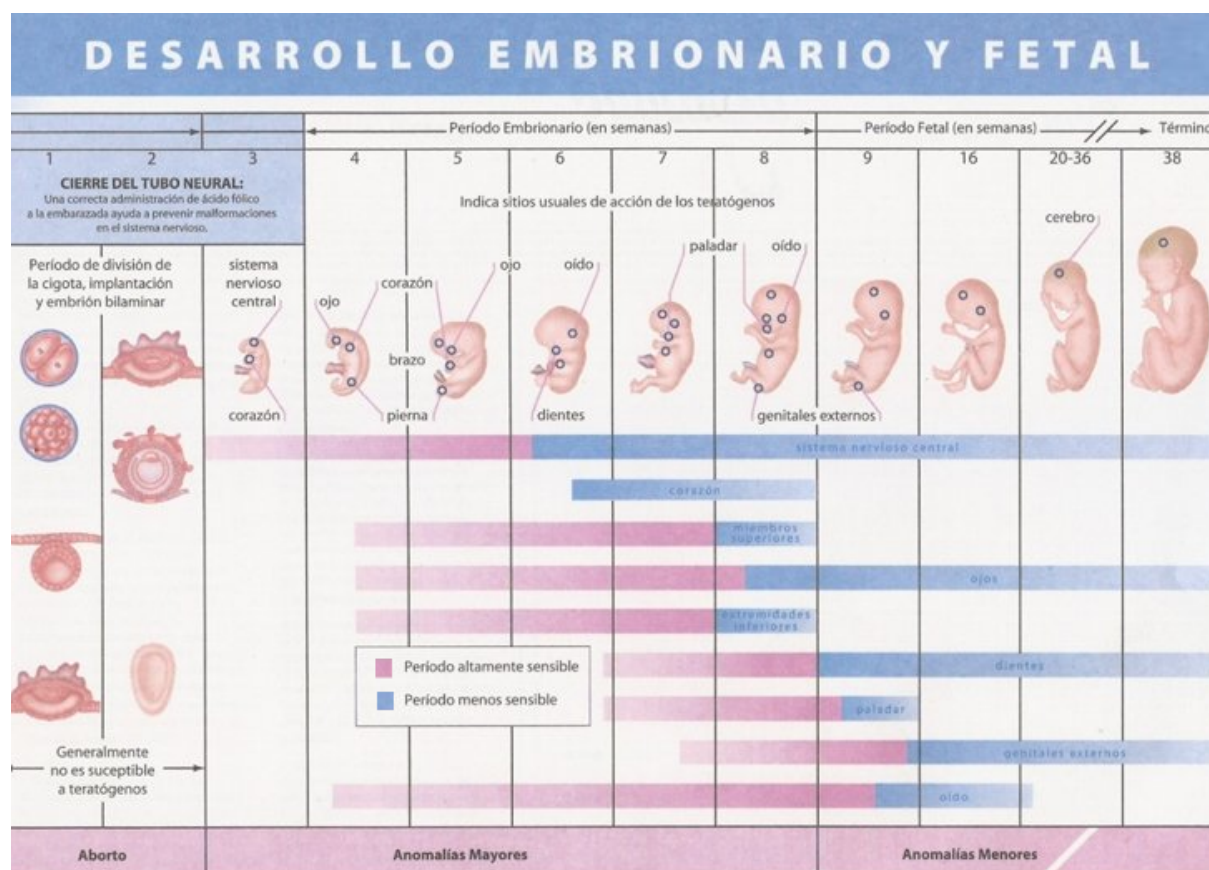 DESARROLLO EMBRIONARIO Y FETAL
Período Embrionario (en semanas)
Período Fetal (en semanas)
Término
1 2 3 4 5 6 7 8 9 16 20-36 38
CIERRE DEL TUBO NEURAL:
Una correcta administración de ácido fólico
a la embarazada ayuda a prevenir malformaciones
en el sistema nervioso.
Indica sitios usuales de acción de los teratógenos
Período de división de
la cigota, implantación
y embrión bilaminar
sistema
nervioso
central
ojo
corazón
ojo
oído
paladar
oído
cerebro
brazo
corazón
pierna
dientes
genitales externos
sistema nervioso central
corazón
miembros
superiores
ojos
extremidades
inferiores
Período altamente sensible
Período menos sensible
dientes
paladar
genitales externos
oído
Generalmente
no es suceptible
a teratógenos
Aborto
Anomalías Mayores
Anomalías Menores